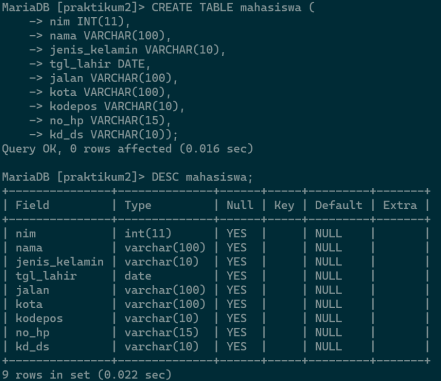 MariaDB [praktikum2]> CREATE TABLE mahasiswa (
    -> nim INT(11),
    -> nama VARCHAR(100),
    -> jenis_kelamin VARCHAR(10),
    -> tgl_lahir DATE,
    -> jalan VARCHAR(100),
    -> kota VARCHAR(100),
    -> kodepos VARCHAR(10),
    -> no_hp VARCHAR(15),
    -> kd_ds VARCHAR(10));
Query OK, 0 rows affected (0.016 sec)

MariaDB [praktikum2]> DESC mahasiswa;
+---------------+--------------+------+-----+---------+-------+
| Field         | Type         | Null | Key | Default | Extra |
+---------------+--------------+------+-----+---------+-------+
| nim           | int(11)      | YES  |     | NULL    |       |
| nama          | varchar(100) | YES  |     | NULL    |       |
| jenis_kelamin | varchar(10)  | YES  |     | NULL    |       |
| tgl_lahir     | date         | YES  |     | NULL    |       |
| jalan         | varchar(100) | YES  |     | NULL    |       |
| kota          | varchar(100) | YES  |     | NULL    |       |
| kodepos       | varchar(10)  | YES  |     | NULL    |       |
| no_hp         | varchar(15)  | YES  |     | NULL    |       |
| kd_ds         | varchar(10)  | YES  |     | NULL    |       |
+---------------+--------------+------+-----+---------+-------+
9 rows in set (0.022 sec)